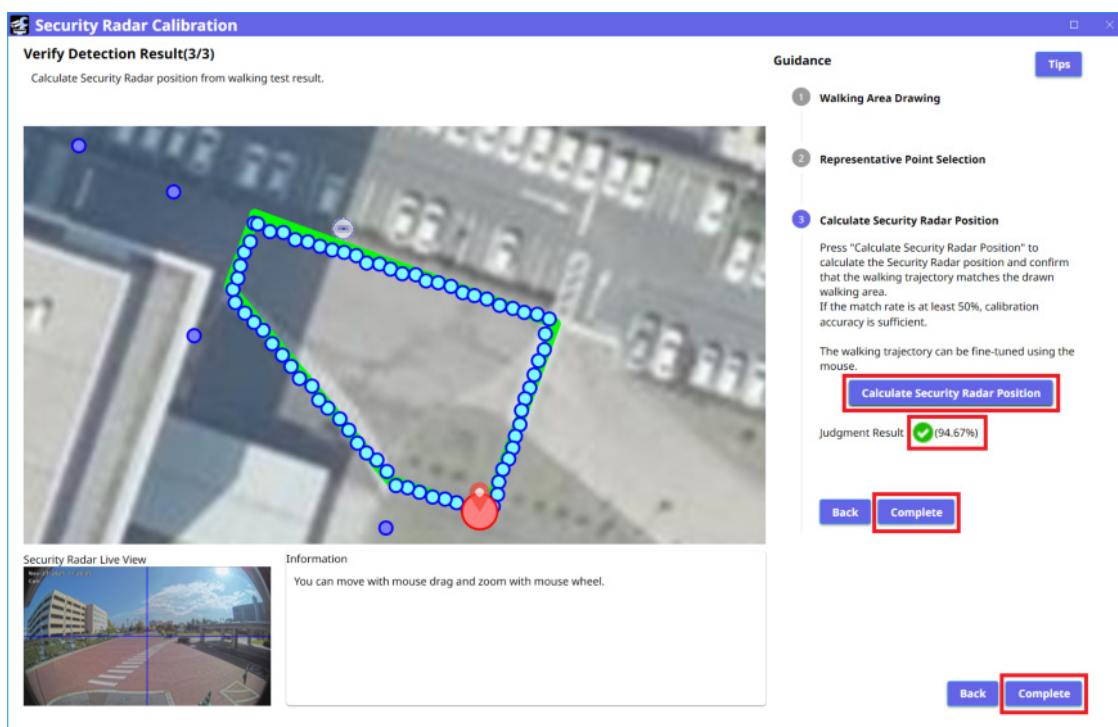 Security Radar Calibration
Verify Detection Result(3/3)
Calculate Security Radar position from walking test result.
Guidance
Tips
1 Walking Area Drawing
2 Representative Point Selection
3 Calculate Security Radar Position
Press "Calculate Security Radar Position" to
calculate the Security Radar position and confirm
that the walking trajectory matches the drawn
walking area.
If the match rate is at least 50%, calibration
accuracy is sufficient.
The walking trajectory can be fine-tuned using the
mouse.
Calculate Security Radar Position
Judgment Result (94.67%)
Back Complete
Security Radar Live View
Information
You can move with mouse drag and zoom with mouse wheel.
Back Complete